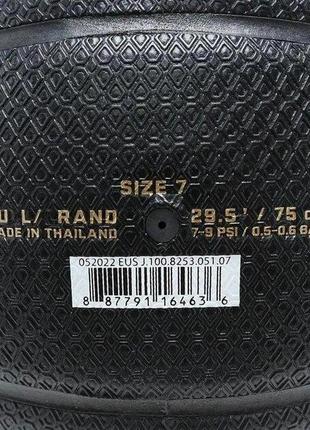 SIZE 7
U L/ RAND 29.5" / 75 c
ADE IN THAILAND 7-9 PSI / 0,5-0,6 Ba
052022 EUS J.100.8253.051.07
8 87791 16463 6